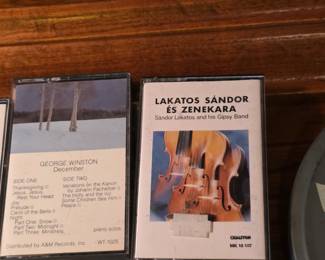 GEORGE WINSTON
December
SIDE ONE
Thanksgiving
Jesus, Jesus,
Rest Your Head
Joy
Prelude
Carol of the Bells
Night
Part One: Snow
Part Two: Midnight
Part Three: Minstrels
SIDE TWO
Variations on the Kanon
by Johann Pachelbel
The Holly and the Ivy
Some Children See Him
Peace
piano solos
Distributed by A&M Records, Inc.
WT-1025
LAKATOS SÁNDOR
ÉS ZENEKARA
Sándor Lakatos and his Gipsy Band
QUALITON